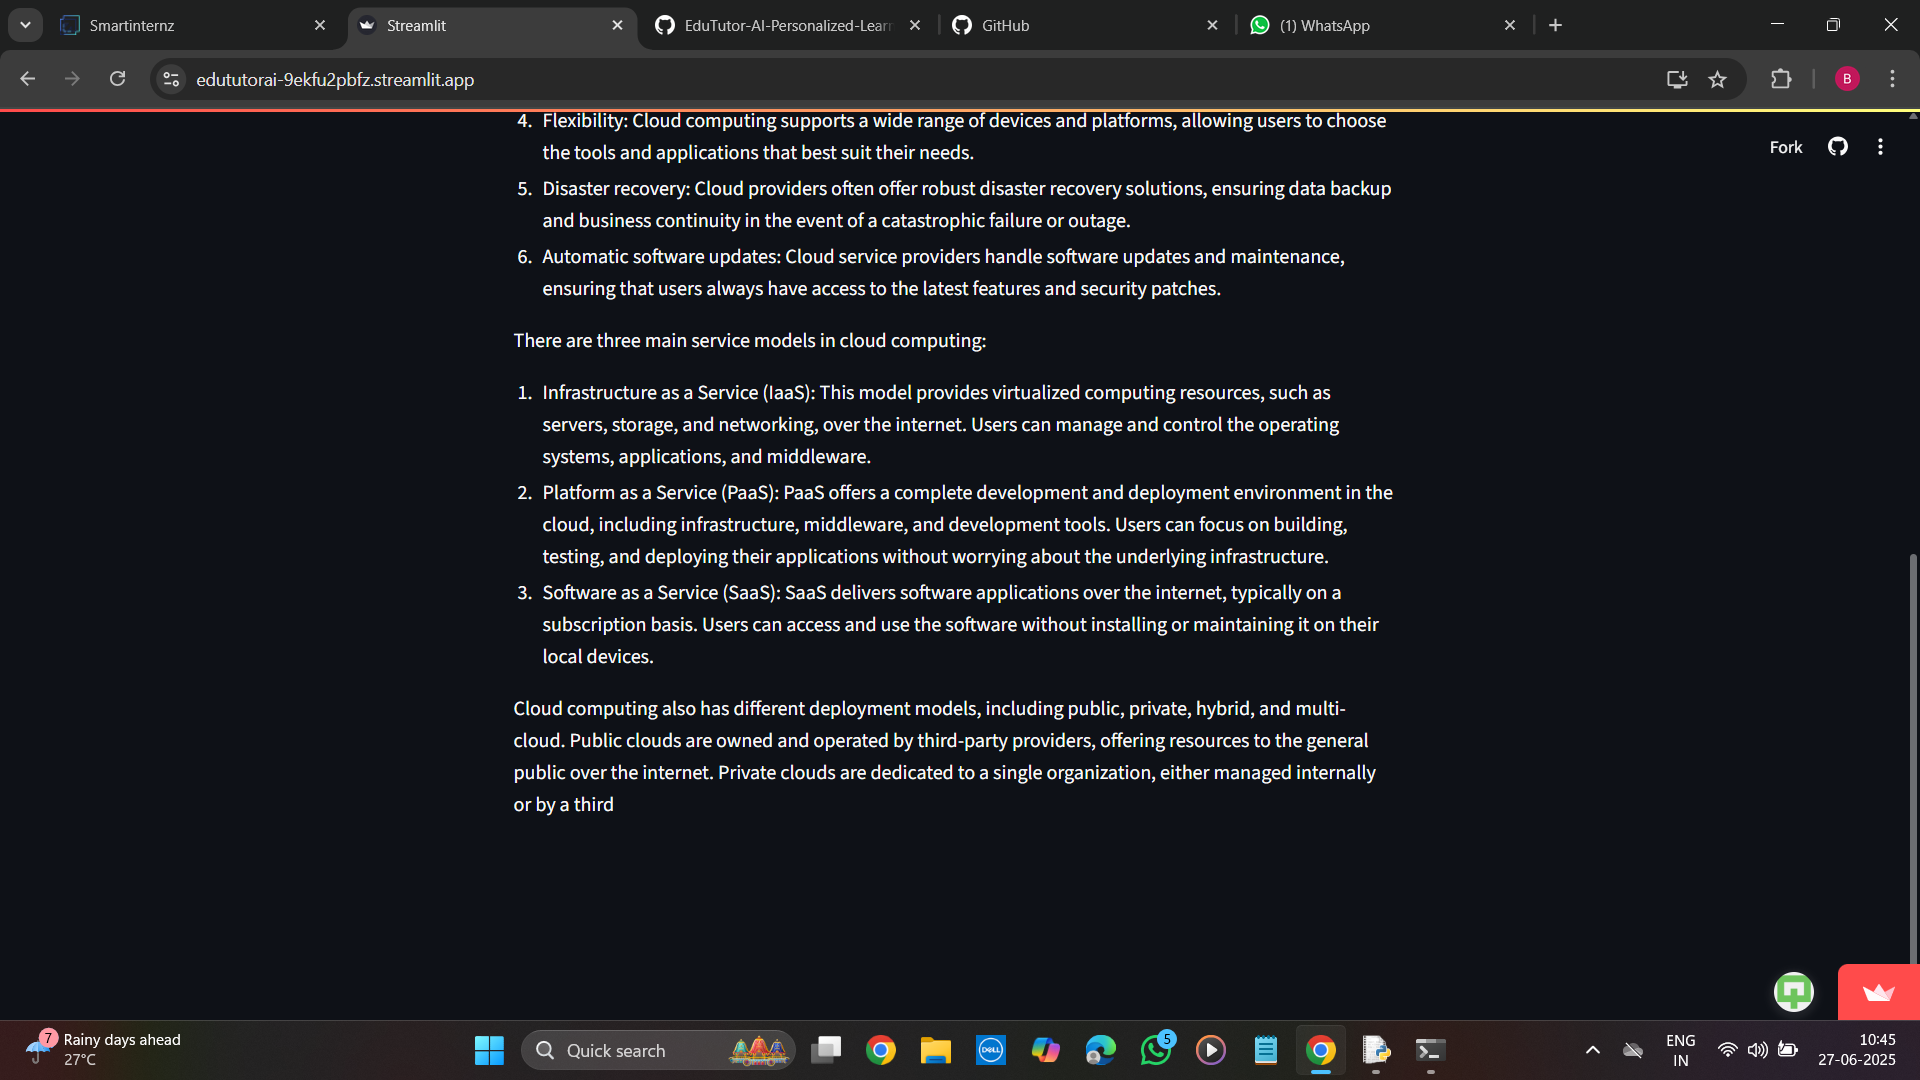 Smartinternz
Streamlit
EduTutor-AI-Personalized-Learn
GitHub
(1) WhatsApp
edututorai-9ekfu2pbfz.streamlit.app
B
Fork
4. Flexibility: Cloud computing supports a wide range of devices and platforms, allowing users to choose
the tools and applications that best suit their needs.
5. Disaster recovery: Cloud providers often offer robust disaster recovery solutions, ensuring data backup
and business continuity in the event of a catastrophic failure or outage.
6. Automatic software updates: Cloud service providers handle software updates and maintenance,
ensuring that users always have access to the latest features and security patches.
There are three main service models in cloud computing:
1. Infrastructure as a Service (IaaS): This model provides virtualized computing resources, such as
servers, storage, and networking, over the internet. Users can manage and control the operating
systems, applications, and middleware.
2. Platform as a Service (PaaS): PaaS offers a complete development and deployment environment in the
cloud, including infrastructure, middleware, and development tools. Users can focus on building,
testing, and deploying their applications without worrying about the underlying infrastructure.
3. Software as a Service (SaaS): SaaS delivers software applications over the internet, typically on a
subscription basis. Users can access and use the software without installing or maintaining it on their
local devices.
Cloud computing also has different deployment models, including public, private, hybrid, and multi-
cloud. Public clouds are owned and operated by third-party providers, offering resources to the general
public over the internet. Private clouds are dedicated to a single organization, either managed internally
or by a third
7
Rainy days ahead
27°C
Quick search
DELL
5
ENG
IN
10:45
27-06-2025